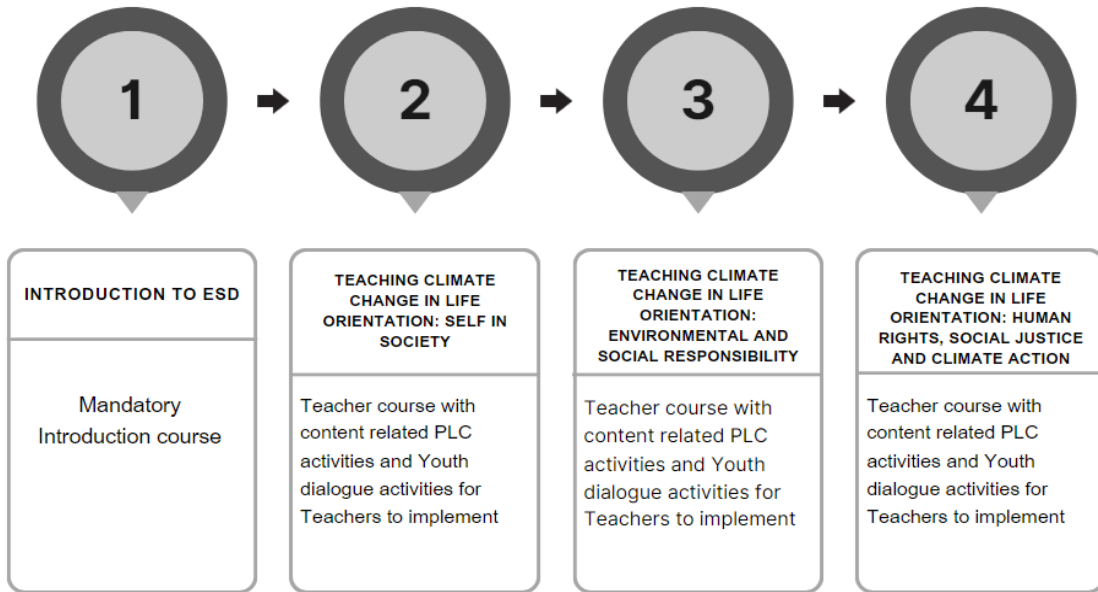 1
2
3
4
INTRODUCTION TO ESD
Mandatory
Introduction course
TEACHING CLIMATE
CHANGE IN LIFE
ORIENTATION: SELF IN
SOCIETY
Teacher course with
content related PLC
activities and Youth
dialogue activities for
Teachers to implement
TEACHING CLIMATE
CHANGE IN LIFE
ORIENTATION:
ENVIRONMENTAL AND
SOCIAL RESPONSIBILITY
Teacher course with
content related PLC
activities and Youth
dialogue activities for
Teachers to implement
TEACHING CLIMATE
CHANGE IN LIFE
ORIENTATION: HUMAN
RIGHTS, SOCIAL JUSTICE
AND CLIMATE ACTION
Teacher course with
content related PLC
activities and Youth
dialogue activities for
Teachers to implement